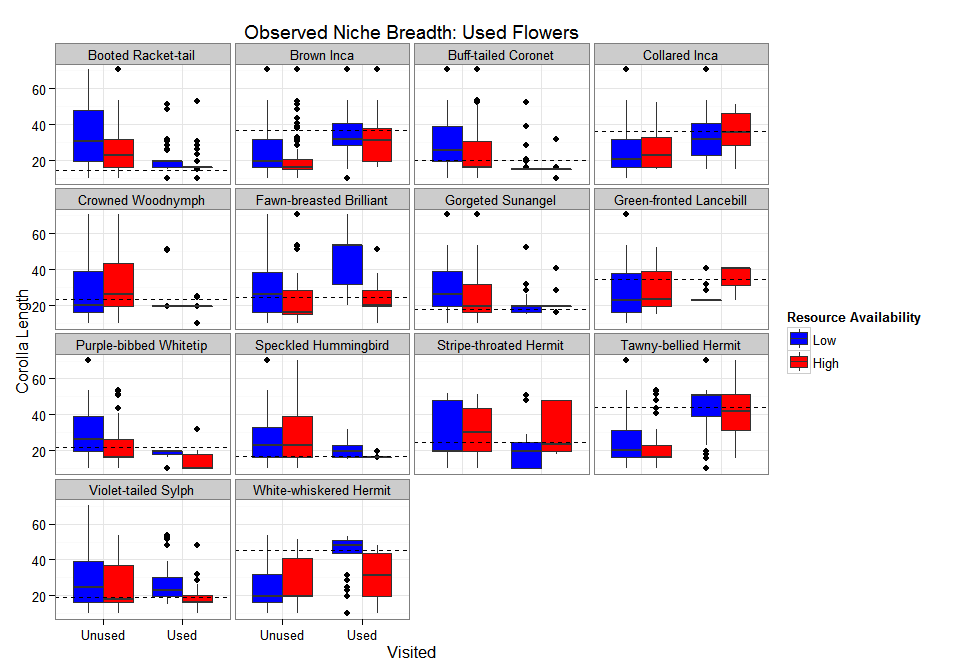 Observed Niche Breadth: Used Flowers
Booted Racket-tail
Brown Inca
Buff-tailed Coronet
Collared Inca
60
40
20
Crowned Woodnymph
Fawn-breasted Brilliant
Gorgeted Sunangel
Green-fronted Lancebill
60
40
20
Corolla Length
Resource Availability
Low
High
Purple-bibbed Whitetip
Speckled Hummingbird
Stripe-throated Hermit
Tawny-bellied Hermit
60
40
20
Violet-tailed Sylph
White-whiskered Hermit
60
40
20
Unused
Used
Unused
Used
Visited